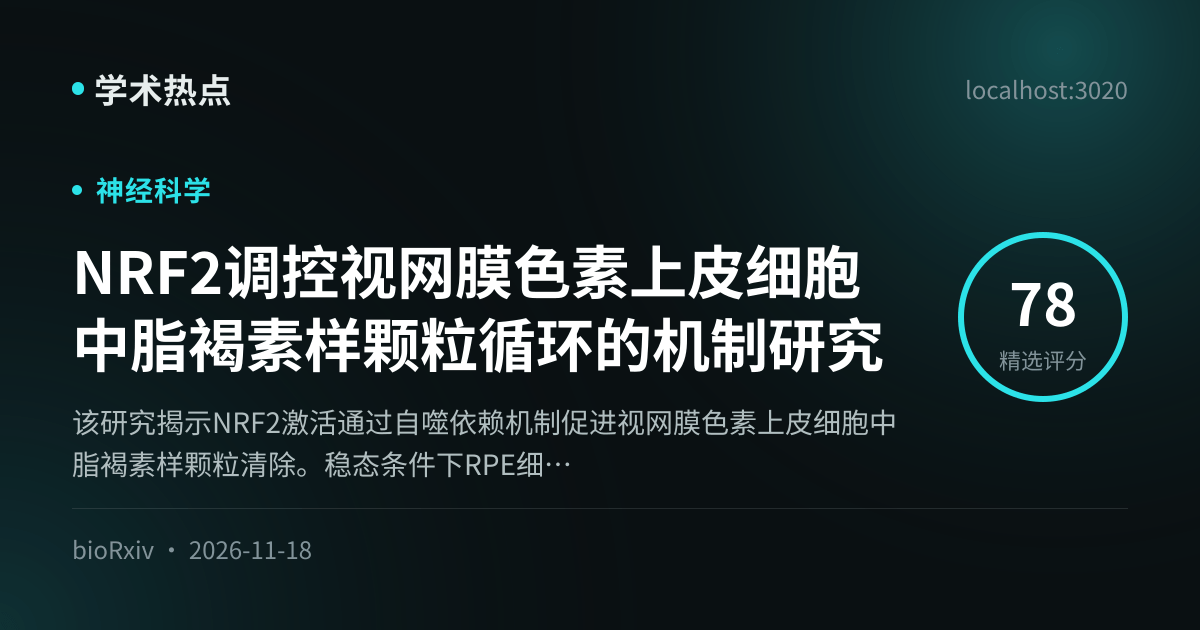 学术热点
localhost:3020
神经科学
NRF2调控视网膜色素上皮细胞
中脂褐素样颗粒循环的机制研究
78
精选评分
该研究揭示NRF2激活通过自噬依赖机制促进视网膜色素上皮细胞中
脂褐素样颗粒清除。稳态条件下RPE细…
bioRxiv · 2026-11-18